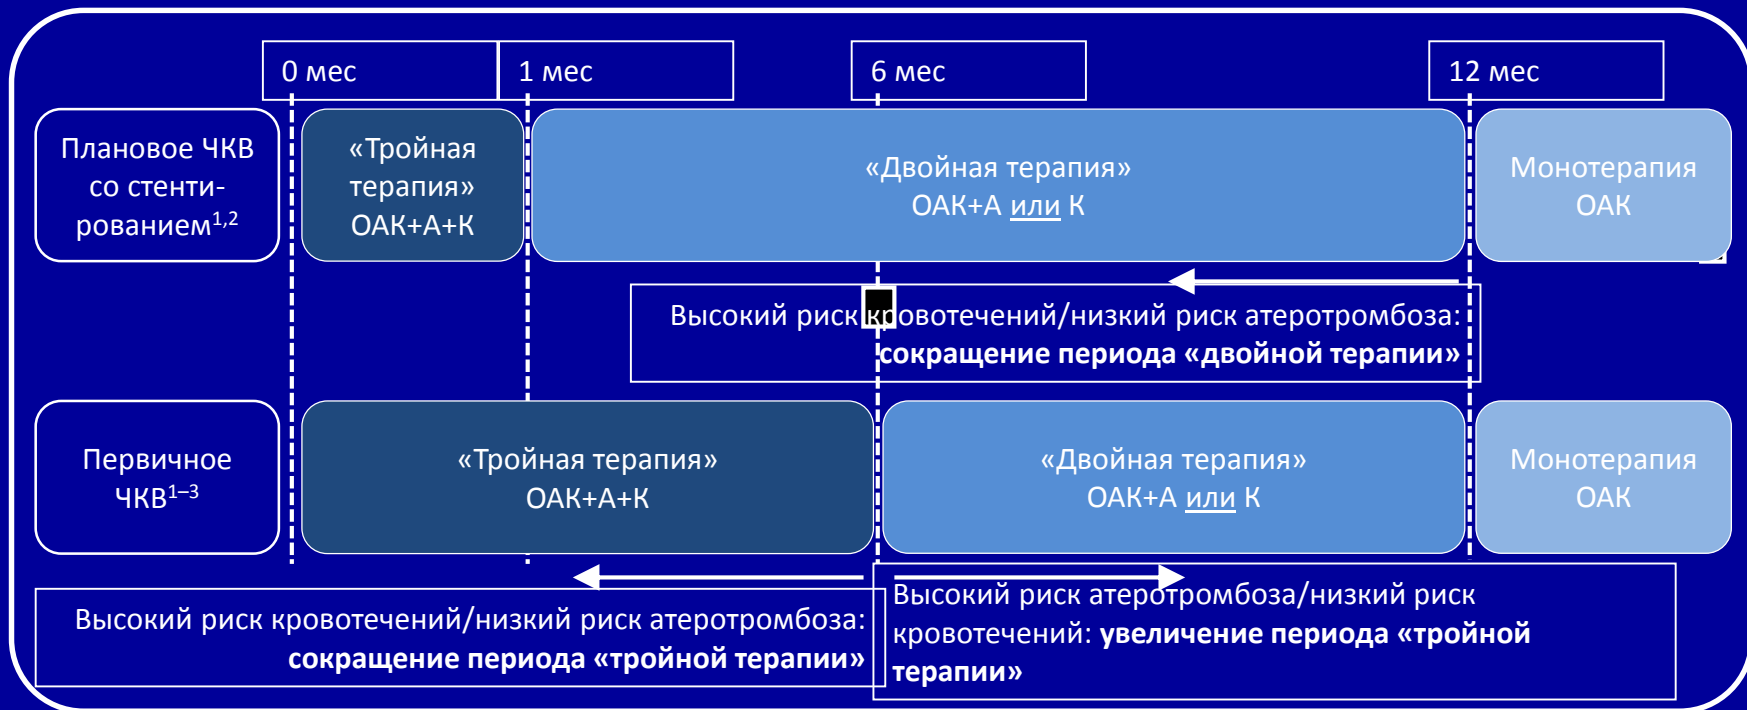 0 мес
1 мес
6 мес
12 мес
Плановое ЧКВ
со стенти-
рованием1,2
«Тройная
терапия»
ОАК+А+К
«Двойная терапия»
ОАК+А или К
Монотерапия
ОАК
Высокий риск кровотечений/низкий риск атеротромбоза:
сокращение периода «двойной терапии»
Первичное
ЧКВ1–3
«Тройная терапия»
ОАК+А+К
«Двойная терапия»
ОАК+А или К
Монотерапия
ОАК
Высокий риск кровотечений/низкий риск атеротромбоза:
сокращение периода «тройной терапии»
Высокий риск атеротромбоза/низкий риск
кровотечений: увеличение периода «тройной
терапии»